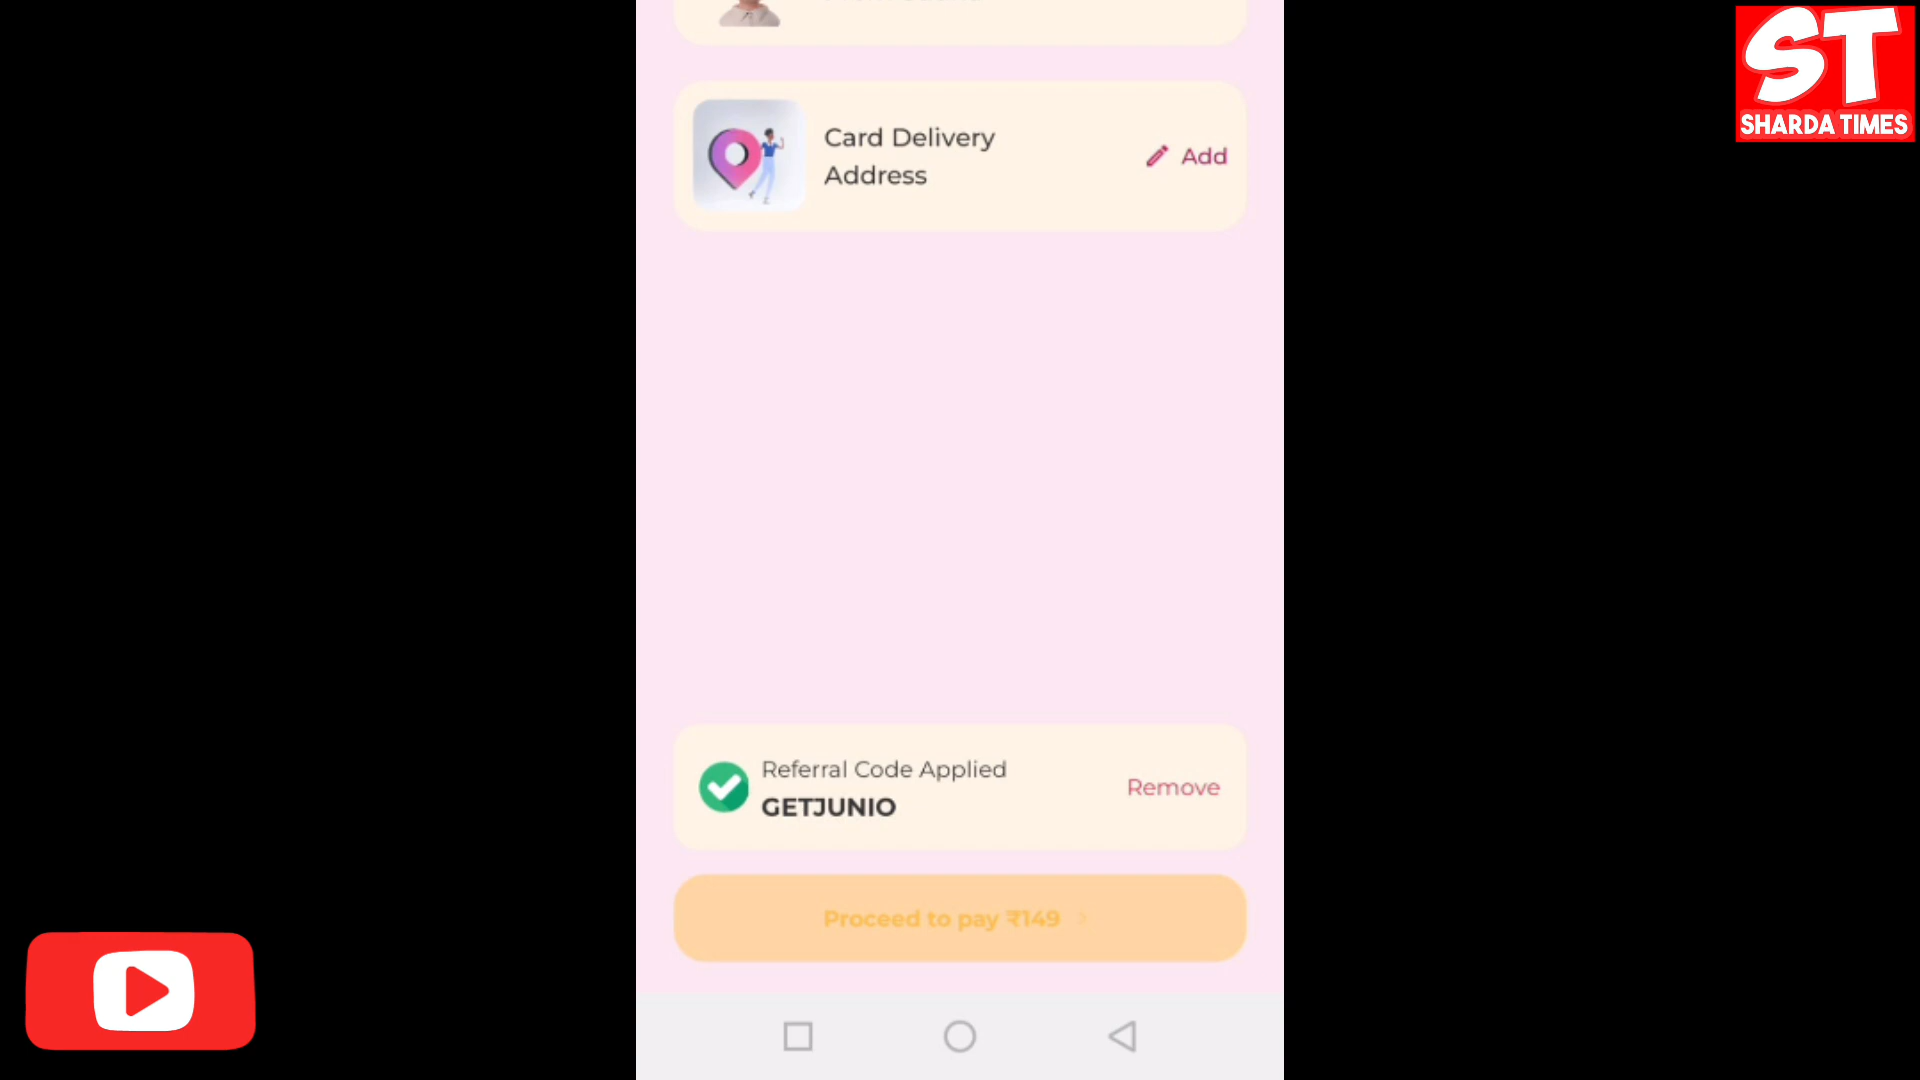 ST
SHARDA TIMES
Card Delivery
Address
Add
Referral Code Applied
GETJUNIO
Remove
Proceed to pay ₹149